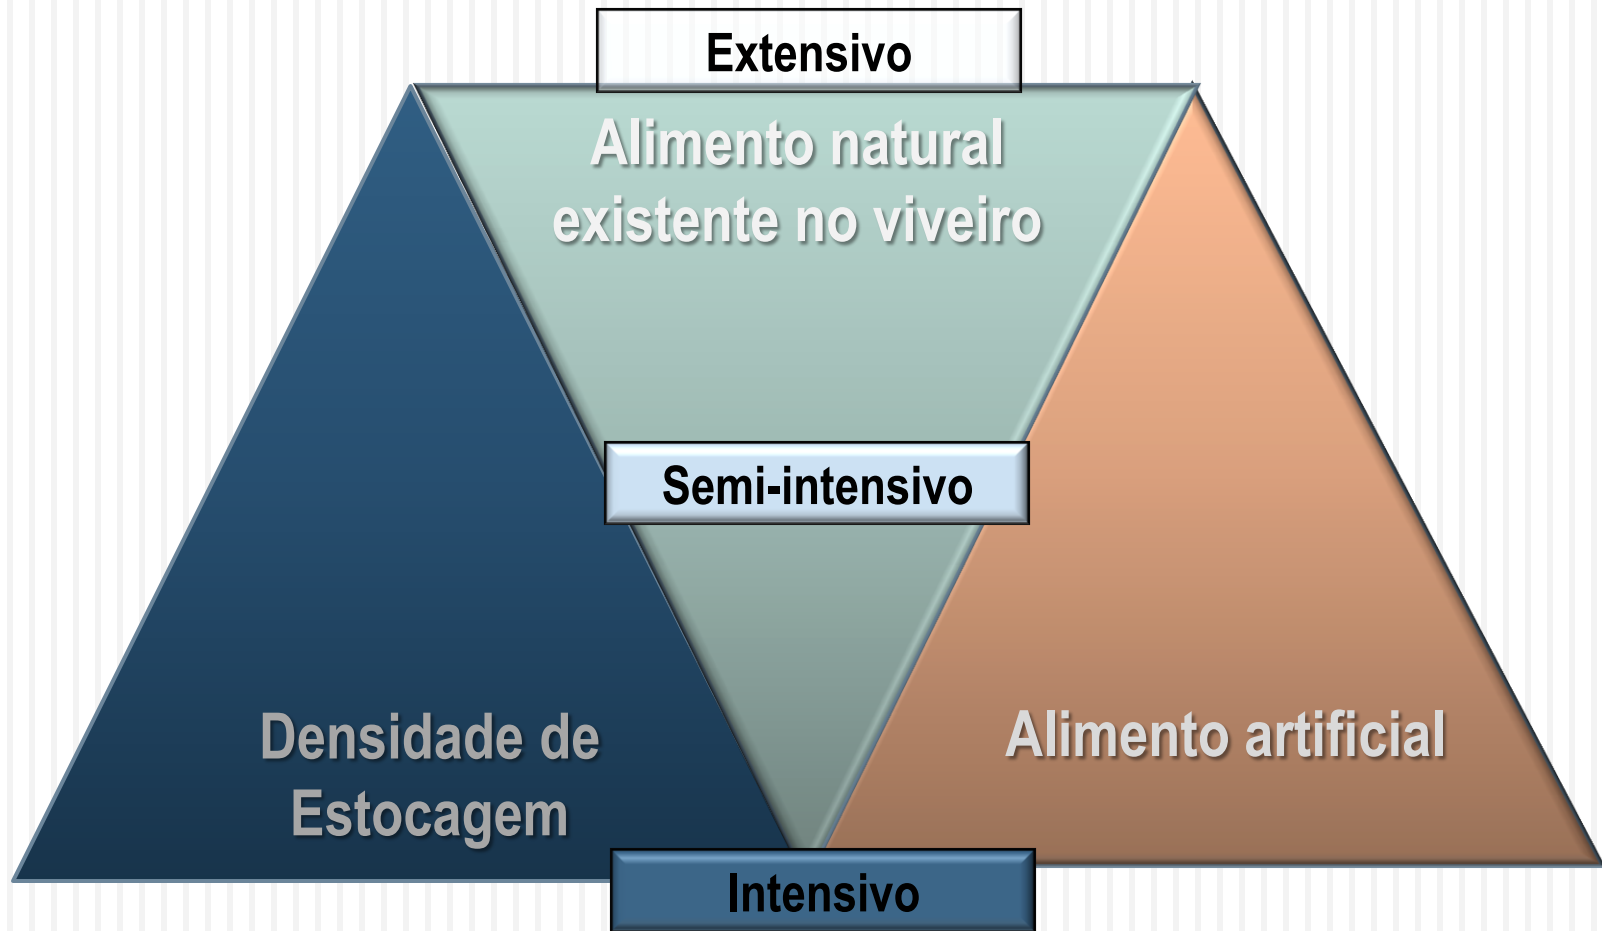 Extensivo
Alimento natural
existente no viveiro
Semi-intensivo
Densidade de
Estocagem
Alimento artificial
Intensivo